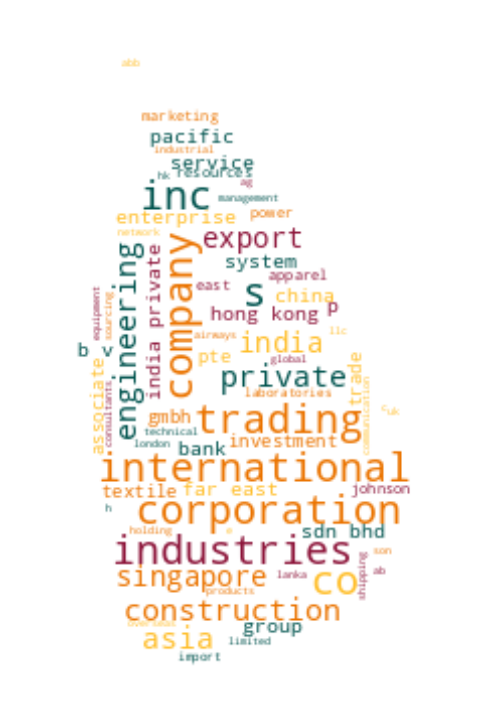 abb
marketing
pacific
industrial
service
hk resources
ag
inc management
enterprise power
network
export
company
engineering
india private
system
apparel
east
s china
equipment
sourcing
hong kong p
airways india llc
b v
pte global
associate
consultants
private
trade
communication
laboratories
gmbh trading c uk
technical
london bank investment
international
textile far east johnson
h corporation
holding e sdn bhd
industries son
singapore lanka co shipping ab
products
construction
overseas group
asia limited
import